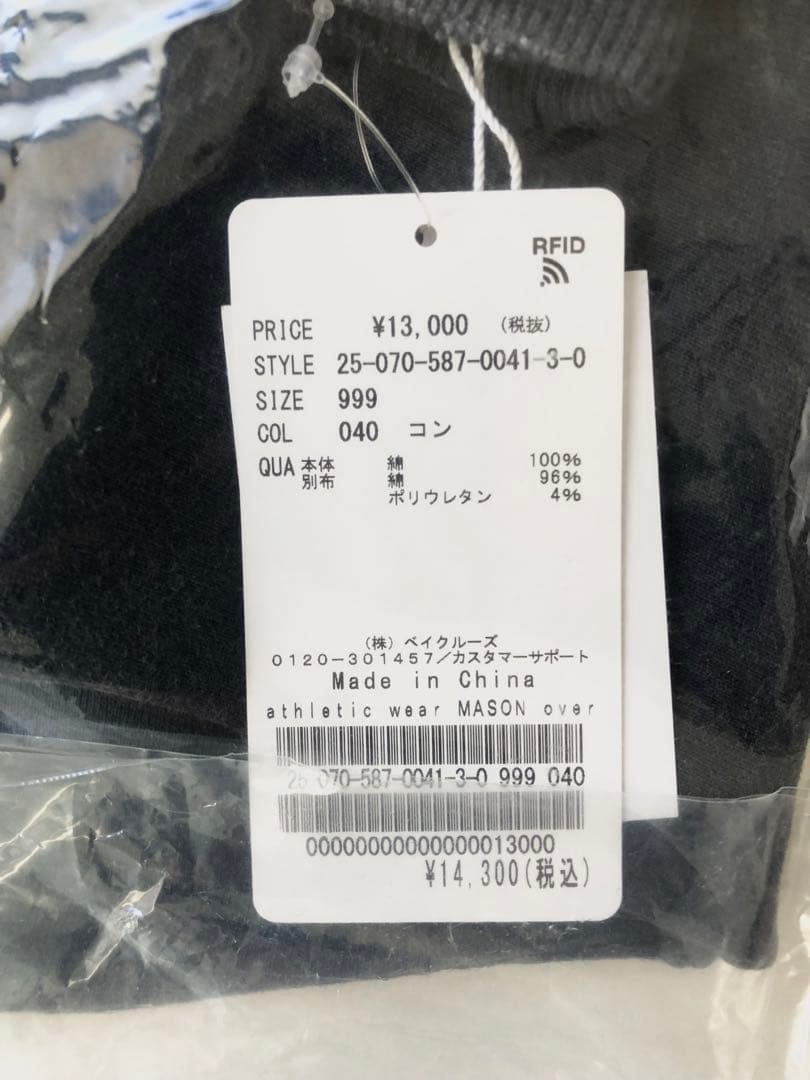 RFID
PRICE ¥13,000 (税抜)
STYLE 25-070-587-0041-3-0
SIZE 999
COL 040 コン
QUA 本体 綿 100%
別布 綿 96%
ポリウレタン 4%
(株) ベイクルーズ
0120-301457/カスタマーサポート
Made in China
athletic wear MASON over
25-070-587-0041-3-0 999 040
00000000000000013000
¥14,300(税込)